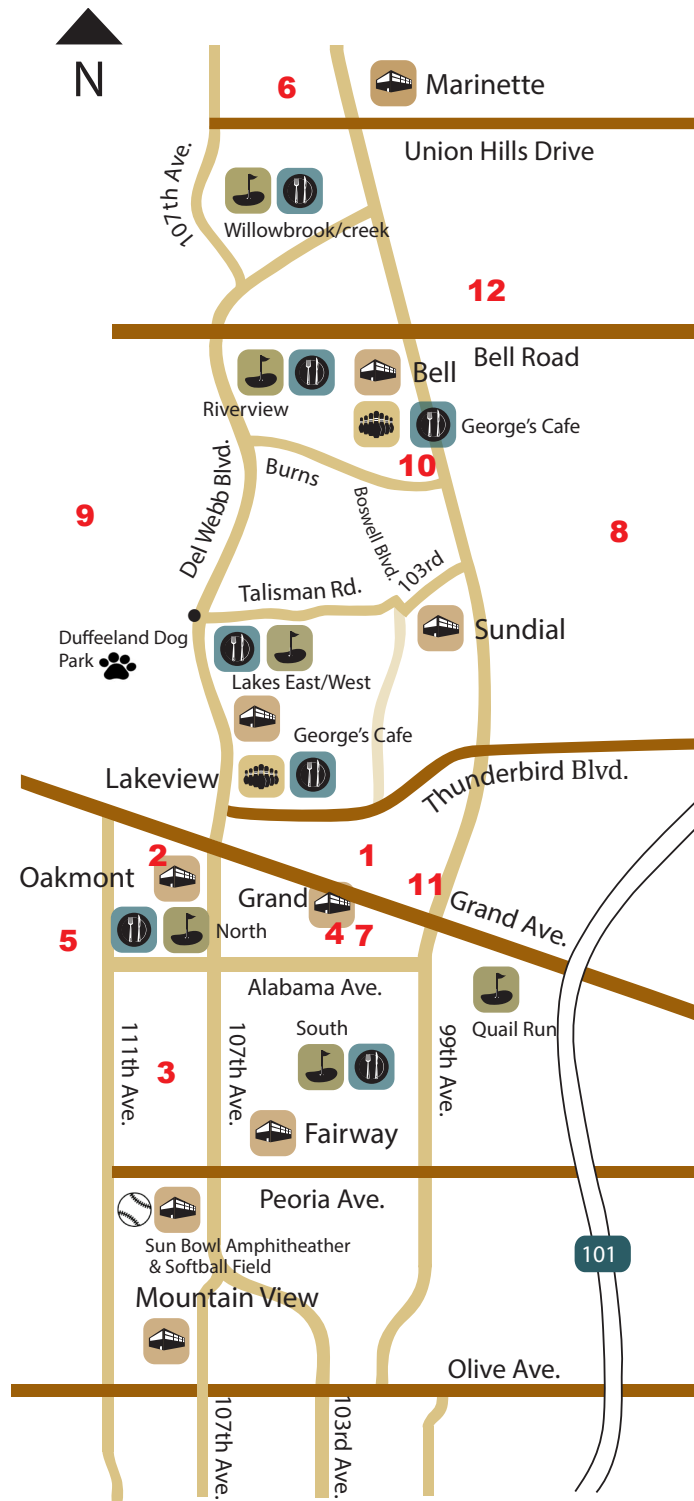 N
6
Marinette
Union Hills Drive
107th Ave.
Willowbrook/creek
12
Bell Road
Bell
Riverview
George's Cafe
10
Burns
Del Webb Blvd.
9
Boswell Blvd.
8
103rd
Talisman Rd.
Sundial
Duffeeland Dog
Park
Lakes East/West
George's Cafe
Lakeview
Thunderbird Blvd.
2
1
Oakmont
11
Grand
Grand Ave.
5
North
4
7
Alabama Ave.
Quail Run
South
111th Ave.
107th Ave.
99th Ave.
3
Fairway
Peoria Ave.
Sun Bowl Amphitheather
& Softball Field
101
Mountain View
Olive Ave.
107th Ave.
103rd Ave.